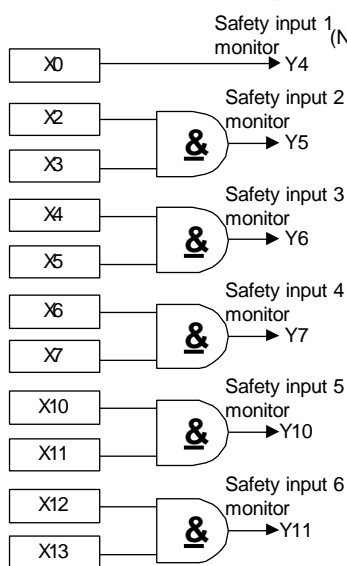 Safety input 1
monitor (N
X0
Y4
Safety input 2
monitor
X2
X3
&
Y5
Safety input 3
monitor
X4
X5
&
Y6
Safety input 4
monitor
X6
X7
&
Y7
Safety input 5
monitor
X10
X11
&
Y10
Safety input 6
monitor
X12
X13
&
Y11